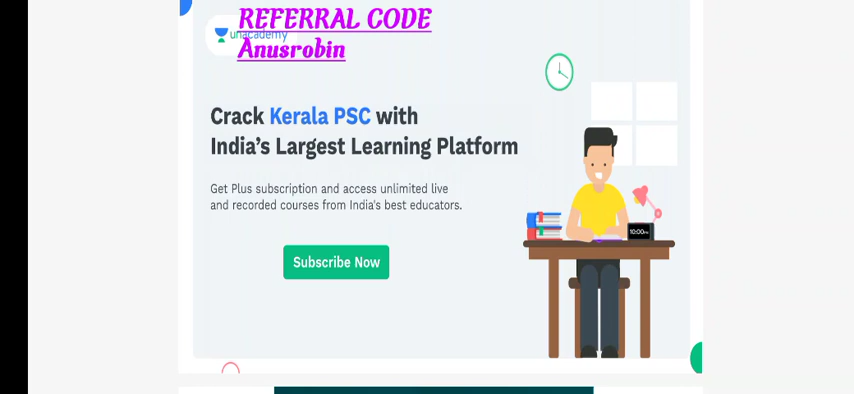 REFERRAL CODE
unacademy
Anusrobin
Crack Kerala PSC with
India's Largest Learning Platform
Get Plus subscription and access unlimited live
and recorded courses from India's best educators.
Subscribe Now
10:00